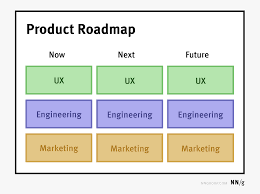 Product Roadmap
Now Next Future
UX UX UX
Engineering Engineering Engineering
Marketing Marketing Marketing
NN/g